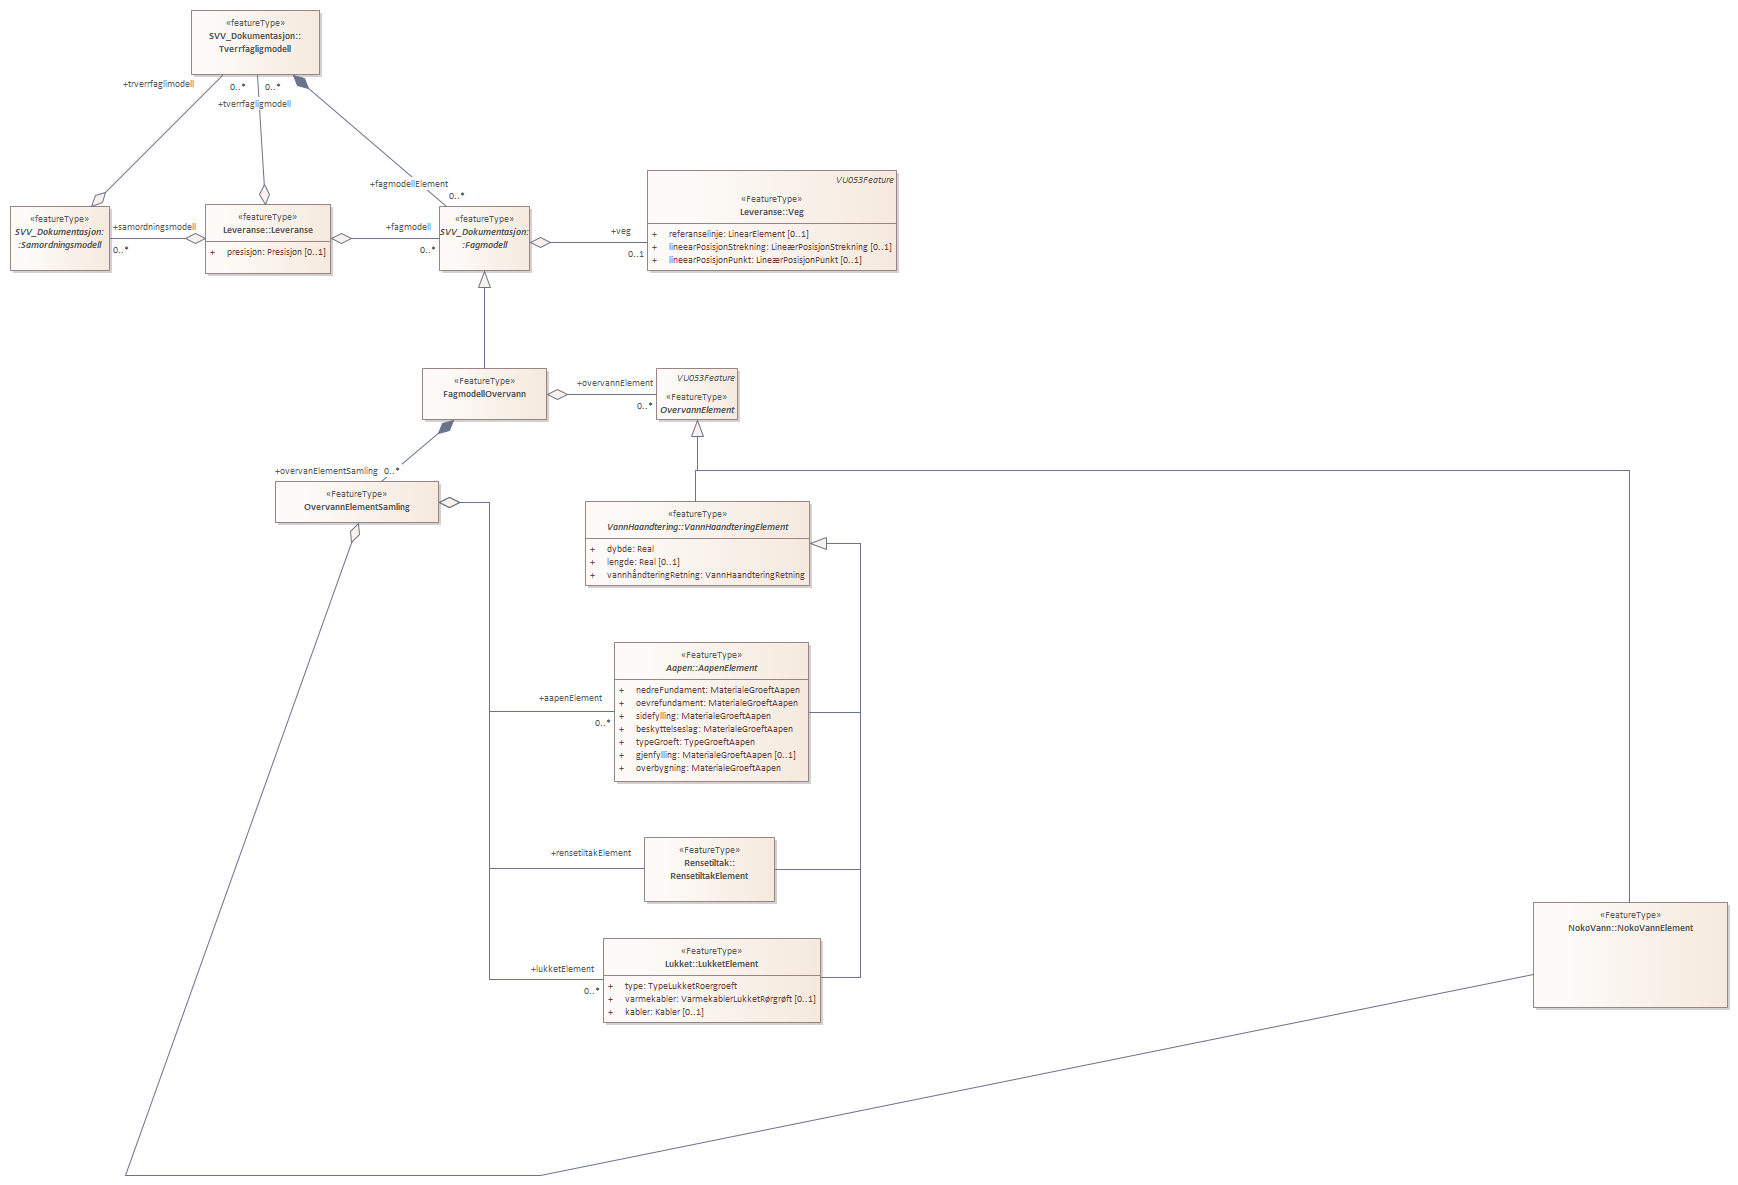 «featureType»
SVV_Dokumentasjon::
Tverrfagligmodell
+trverrfaglimodell
0..*
0..*
+tverrfagligmodell
+fagmodellElement
0..*
«featureType»
SVV_Dokumentasjon:
:Samordningsmodell
+samordningsmodell
0..*
«featureType»
Leveranse::Leveranse
+ presisjon: Presisjon [0..1]
+fagmodell
0..*
«featureType»
SVV_Dokumentasjon:
:Fagmodell
+veg
0..1
VU053Feature
«FeatureType»
Leveranse::Veg
+ referanselinje: LinearElement [0..1]
+ lineearPosisjonStrekning: LineærPosisjonStrekning [0..1]
+ lineearPosisjonPunkt: LineærPosisjonPunkt [0..1]
«FeatureType»
FagmodellOvervann
+overvannElement
0..*
VU053Feature
«FeatureType»
OvervannElement
+overvanElementSamling 0..*
«FeatureType»
OvervannElementSamling
«featureType»
VannHaandtering::VannHaandteringElement
+ dybde: Real
+ lengde: Real [0..1]
+ vannhåndteringRetning: VannHaandteringRetning
+aapenElement
0..*
«FeatureType»
Aapen::AapenElement
+ nedreFundament: MaterialeGroeftAapen
+ oevrefundament: MaterialeGroeftAapen
+ sidefylling: MaterialeGroeftAapen
+ beskyttelseslag: MaterialeGroeftAapen
+ typeGroeft: TypeGroeftAapen
+ gjenfylling: MaterialeGroeftAapen [0..1]
+ overbygning: MaterialeGroeftAapen
+rensetiltakElement
«FeatureType»
Rensetiltak::
RensetiltakElement
+lukketElement
0..*
«FeatureType»
Lukket::LukketElement
+ type: TypeLukketRoergroeft
+ varmekabler: VarmekablerLukketRørgrøft [0..1]
+ kabler: Kabler [0..1]
«FeatureType»
NokoVann::NokoVannElement